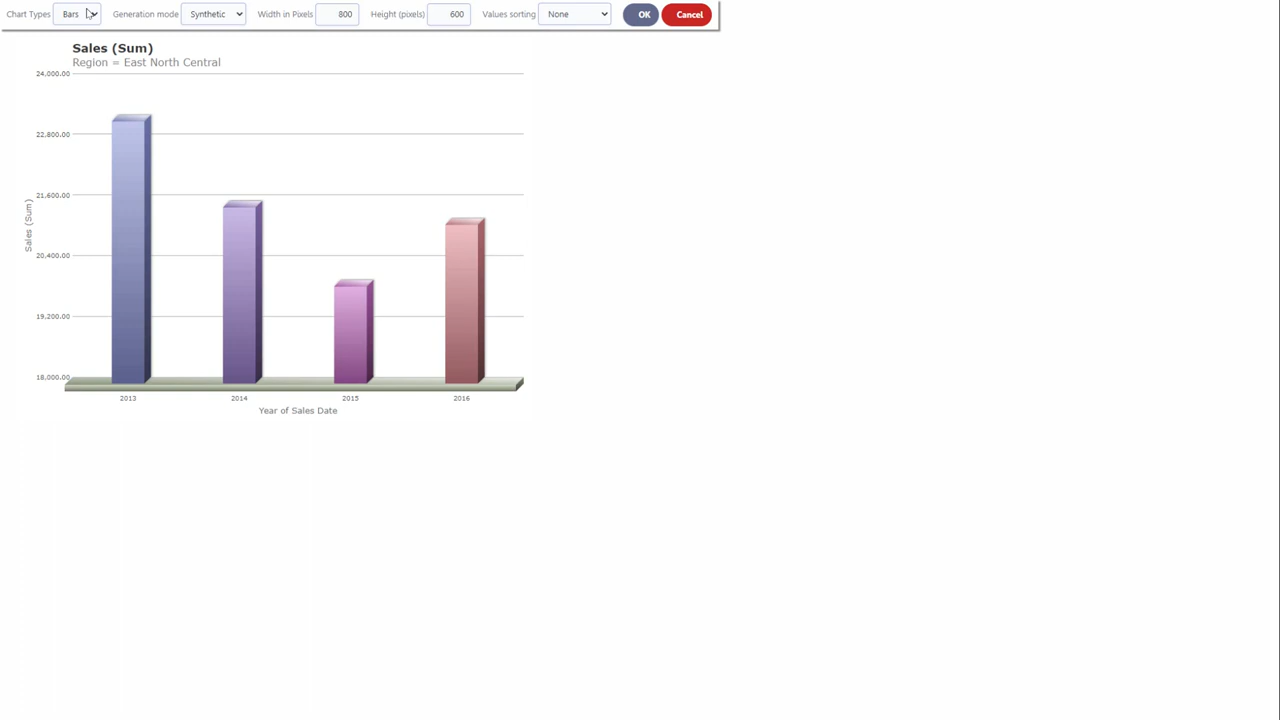 Chart Types Bars Generation mode Synthetic Width in Pixels 800 Height (pixels) 600 Values sorting None OK Cancel
Sales (Sum)
Region = East North Central
24,000.00
22,800.00
21,600.00
20,400.00
19,200.00
18,000.00
Sales (Sum)
2013 2014 2015 2016
Year of Sales Date